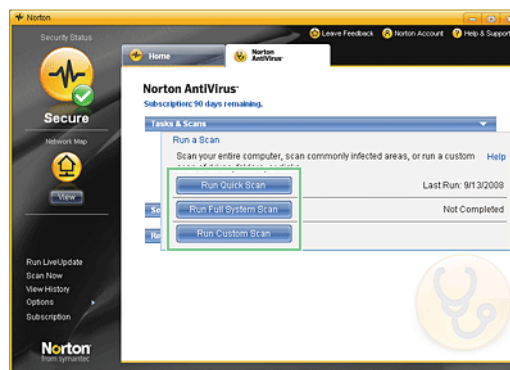 Norton
Security Status
Leave Feedback
Norton Account
Help & Support
Home
Norton
AntiVirus
Secure
Norton AntiVirus
Subscription: 90 days remaining.
Tasks & Scans
Run a Scan
Scan your entire computer, scan commonly infected areas, or run a custom
Help
Network Map
View
Run Quick Scan
Last Run: 9/13/2008
Run Full System Scan
Not Completed
Run Custom Scan
Run LiveUpdate
Scan Now
View History
Options
Subscription
Norton
from symantec